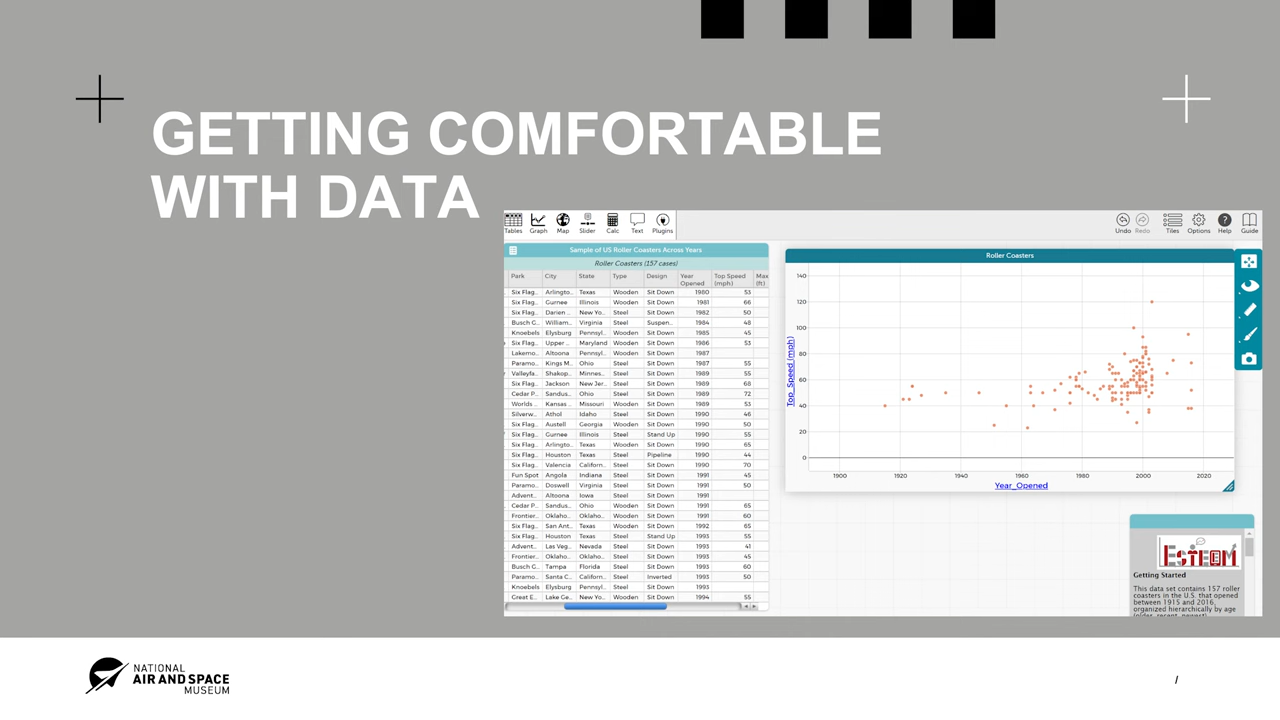 GETTING COMFORTABLE
WITH DATA
Tables Graph Map Slider Calc Text Plugins Undo Redo Tiles Options Help Guide
Sample of US Roller Coasters Across Years
Roller Coasters (157 cases)
Park City State Type Design Year Opened Top Speed (mph) Max (ft)
Six Flag... Arlingto... Texas Wooden Sit Down 1980 53
Six Flag... Gurnee Illinois Wooden Sit Down 1981 66
Six Flag... Darien ... New Yo... Steel Sit Down 1982 50
Busch G... William... Virginia Steel Suspen... 1984 48
Knoebels Elysburg Pennsyl... Wooden Sit Down 1985 45
Six Flag... Upper ... Maryland Wooden Sit Down 1986 53
Lakemo... Altoona Pennsyl... Wooden Sit Down 1987
Paramo... Kings M... Ohio Steel Sit Down 1987 55
Valleyfa... Shakop... Minnes... Steel Sit Down 1989 55
Six Flag... Jackson New Jer... Steel Sit Down 1989 68
Cedar P... Sandus... Ohio Steel Sit Down 1989 72
Worlds ... Kansas ... Missouri Wooden Sit Down 1989 53
Silverw... Athol Idaho Steel Sit Down 1990 46
Six Flag... Austell Georgia Wooden Sit Down 1990 50
Six Flag... Gurnee Illinois Steel Stand Up 1990 55
Six Flag... Arlingto... Texas Wooden Sit Down 1990 65
Six Flag... Houston Texas Steel Pipeline 1990 44
Six Flag... Valencia Californ... Steel Sit Down 1990 70
Fun Spot Angola Indiana Steel Sit Down 1991 45
Paramo... Doswell Virginia Steel Sit Down 1991 50
Advent... Altoona Iowa Steel Sit Down 1991
Cedar P... Sandus... Ohio Wooden Sit Down 1991 65
Frontier... Oklaho... Oklaho... Wooden Sit Down 1991 60
Six Flag... San Ant... Texas Wooden Sit Down 1992 65
Six Flag... Houston Texas Steel Stand Up 1993 55
Advent... Las Veg... Nevada Steel Sit Down 1993 41
Frontier... Oklaho... Oklaho... Steel Sit Down 1993 45
Busch G... Tampa Florida Steel Sit Down 1993 60
Paramo... Santa C... Californ... Steel Inverted 1993 50
Knoebels Elysburg Pennsyl... Steel Sit Down 1993
Great E... Lake Ge... New Yo... Wooden Sit Down 1994 55
Roller Coasters
140
120
100
80
60
40
20
0
Top_Speed (mph)
1900 1920 1940 1960 1980 2000 2020
Year_Opened
ESTEEM
Getting Started
This data set contains 157 roller
coasters in the U.S. that opened
between 1915 and 2016,
organized hierarchically by age
(older, recent, newest)
NATIONAL
AIR AND SPACE
MUSEUM
/